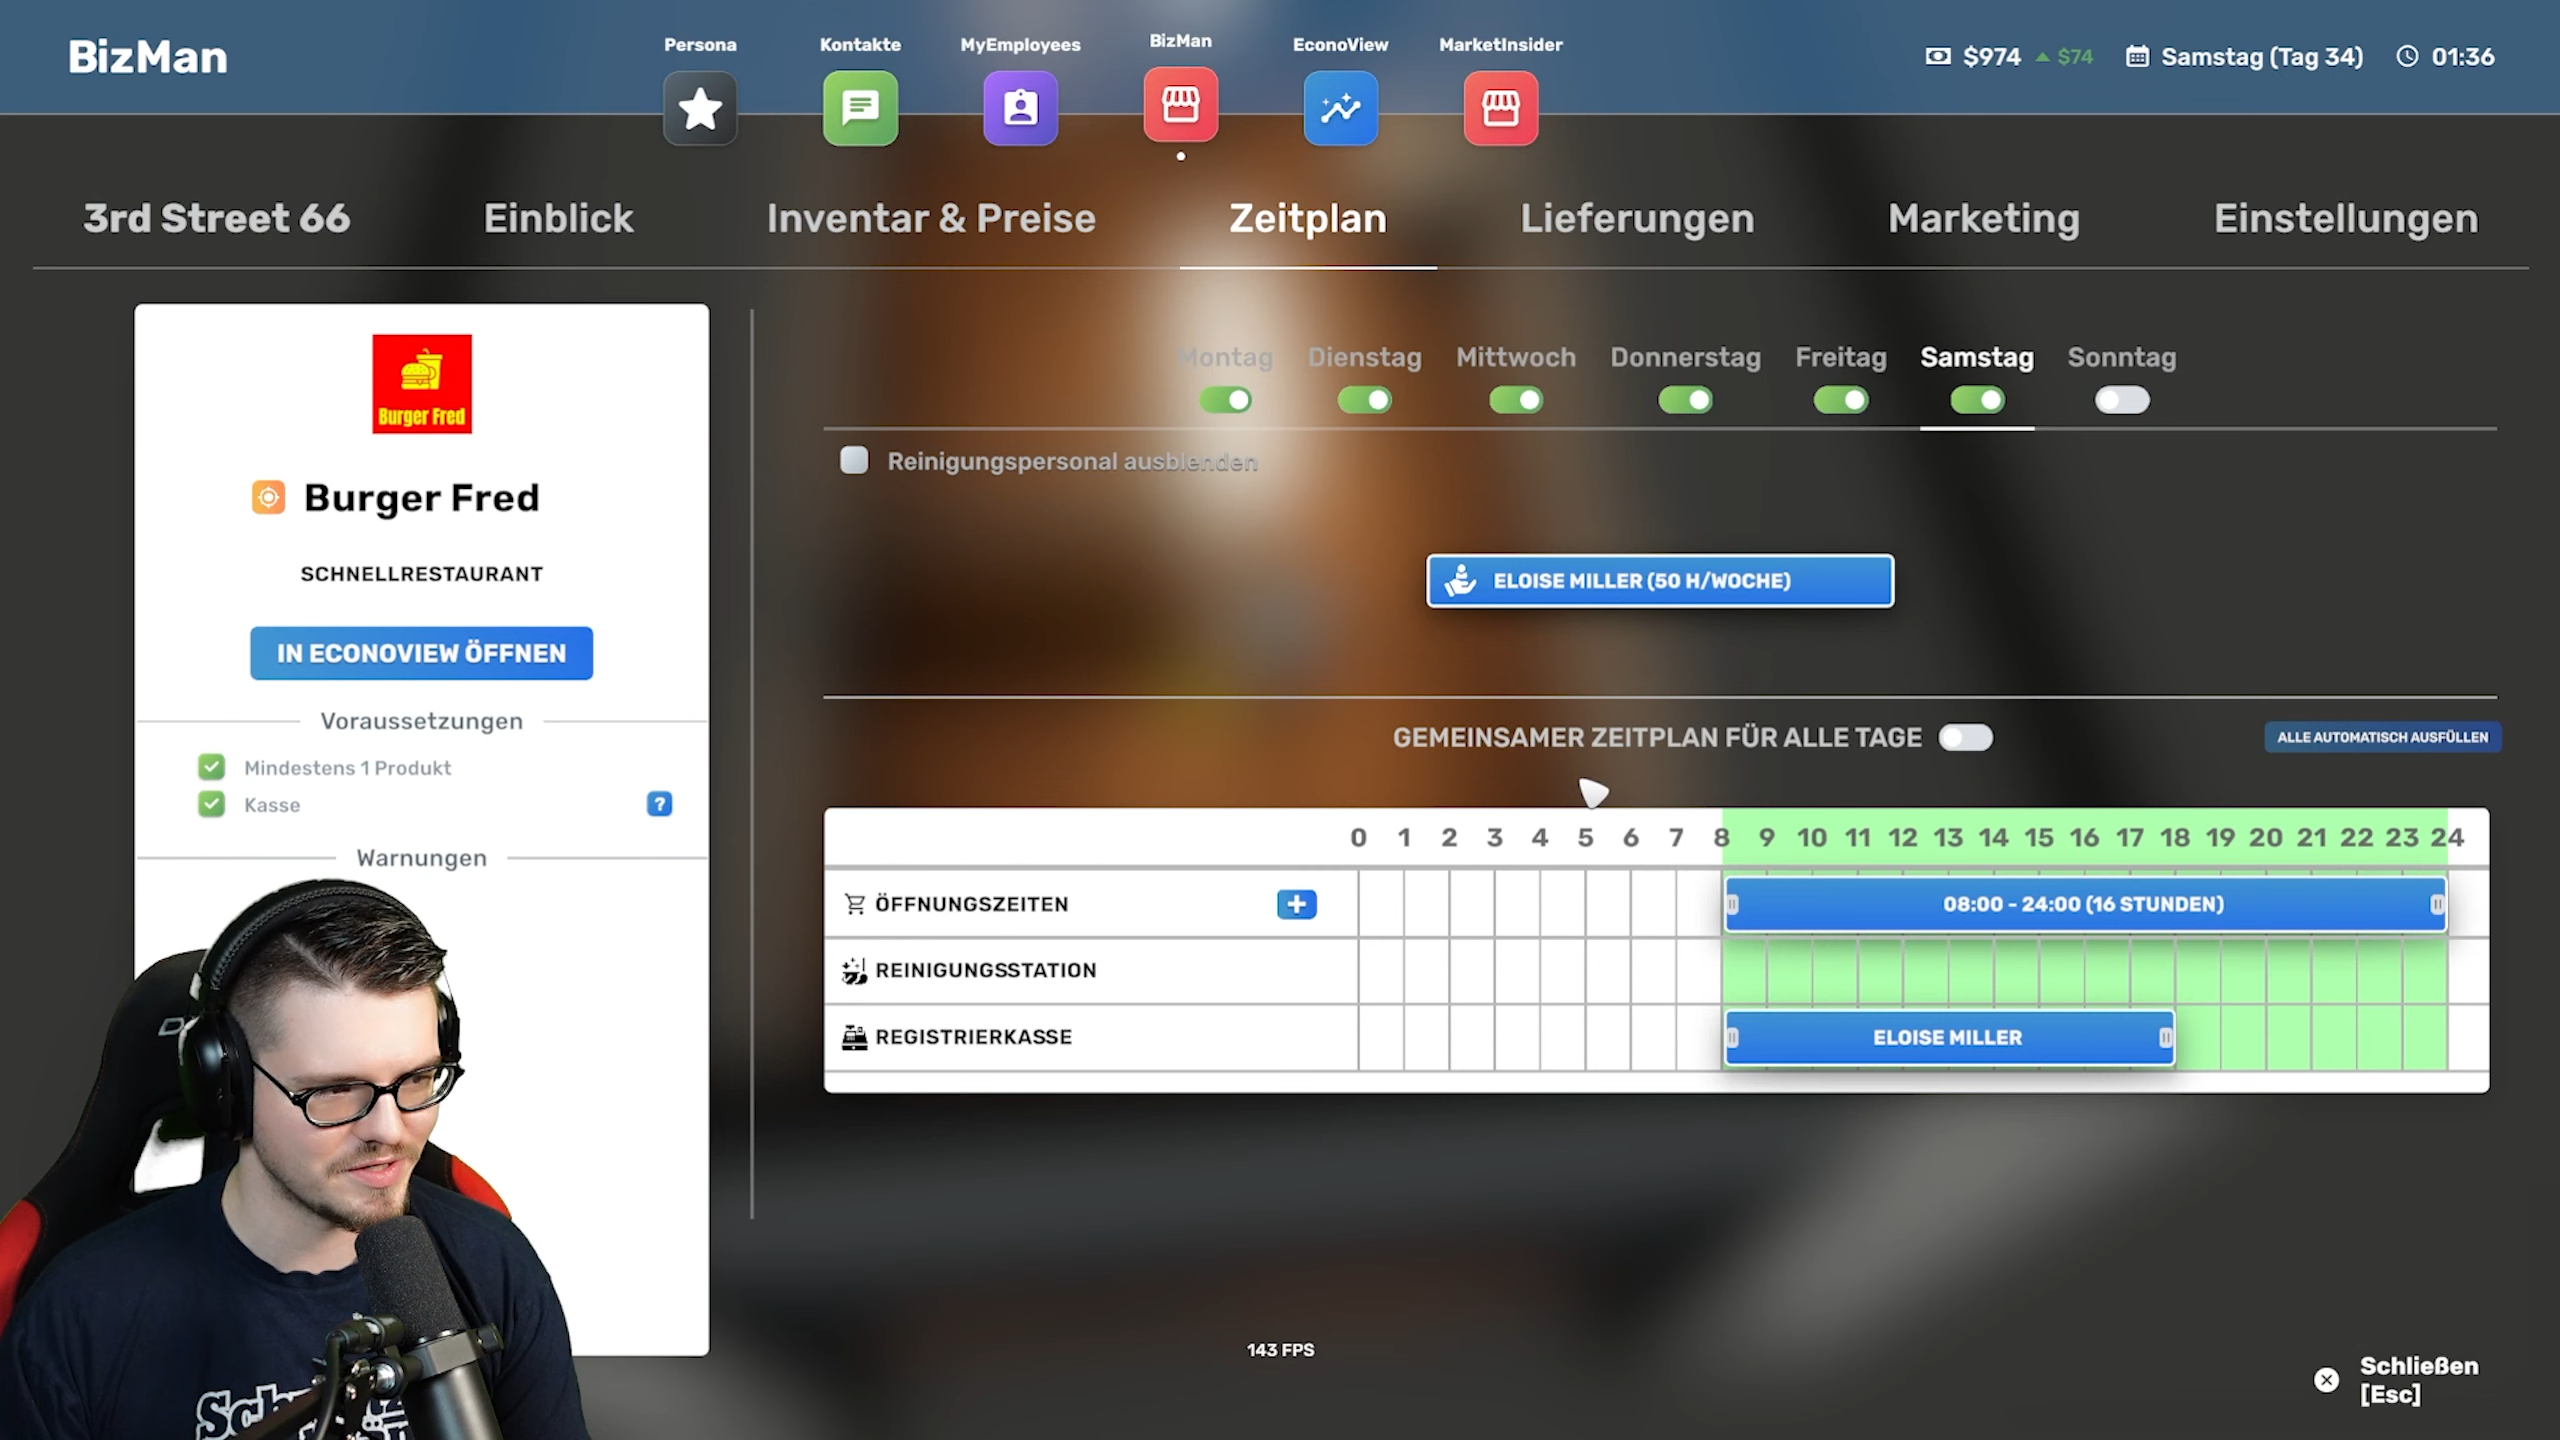 BizMan
Persona
Kontakte
MyEmployees
BizMan
EconoView
MarketInsider
$974 $74
Samstag (Tag 34)
01:36
3rd Street 66
Einblick
Inventar & Preise
Zeitplan
Lieferungen
Marketing
Einstellungen
Burger Fred
Burger Fred
SCHNELLRESTAURANT
IN ECONOVIEW ÖFFNEN
Voraussetzungen
Mindestens 1 Produkt
Kasse
?
Warnungen
Montag Dienstag Mittwoch Donnerstag Freitag Samstag Sonntag
Reinigungspersonal ausblenden
ELOISE MILLER (50 H/WOCHE)
GEMEINSAMER ZEITPLAN FÜR ALLE TAGE
ALLE AUTOMATISCH AUSFÜLLEN
0 1 2 3 4 5 6 7 8 9 10 11 12 13 14 15 16 17 18 19 20 21 22 23 24
ÖFFNUNGSZEITEN
08:00 - 24:00 (16 STUNDEN)
REINIGUNGSSTATION
REGISTRIERKASSE
ELOISE MILLER
143 FPS
Schließen
[Esc]